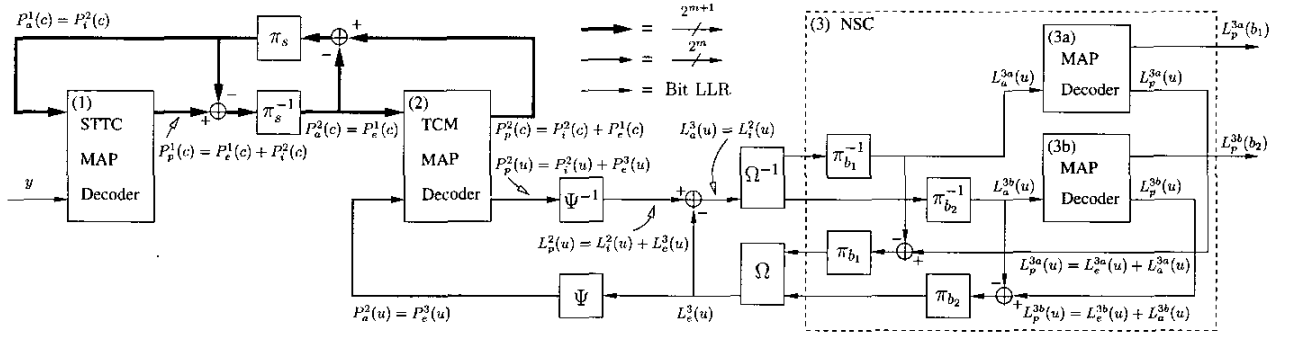 P_a^1(c) = P_i^2(c)
π_s
+
−
(1)
STTC
MAP
Decoder
y
−
+
P_p^1(c) = P_e^1(c) + P_i^2(c)
π_s^{-1}
P_a^2(c) = P_e^1(c)
(2)
TCM
MAP
Decoder
P_p^2(c) = P_i^2(c) + P_e^1(c)
P_p^2(u) = P_i^2(u) + P_e^3(u)
Ψ^{-1}
L_p^2(u) = L_i^2(u) + L_e^3(u)
+
−
L_a^3(u) = L_i^2(u)
= 2^{m+1}
= 2^m
= Bit LLR
Ω^{-1}
(3) NSC
π_{b_1}^{-1}
π_{b_2}^{-1}
L_a^{3a}(u)
L_a^{3b}(u)
(3a)
MAP
Decoder
L_p^{3a}(b_1)
L_p^{3a}(u)
(3b)
MAP
Decoder
L_p^{3b}(b_2)
L_p^{3b}(u)
Ω
π_{b_1}
−
+
L_p^{3a}(u) = L_e^{3a}(u) + L_a^{3a}(u)
π_{b_2}
−
+
L_p^{3b}(u) = L_e^{3b}(u) + L_a^{3b}(u)
Ψ
P_a^2(u) = P_e^3(u)
L_e^3(u)